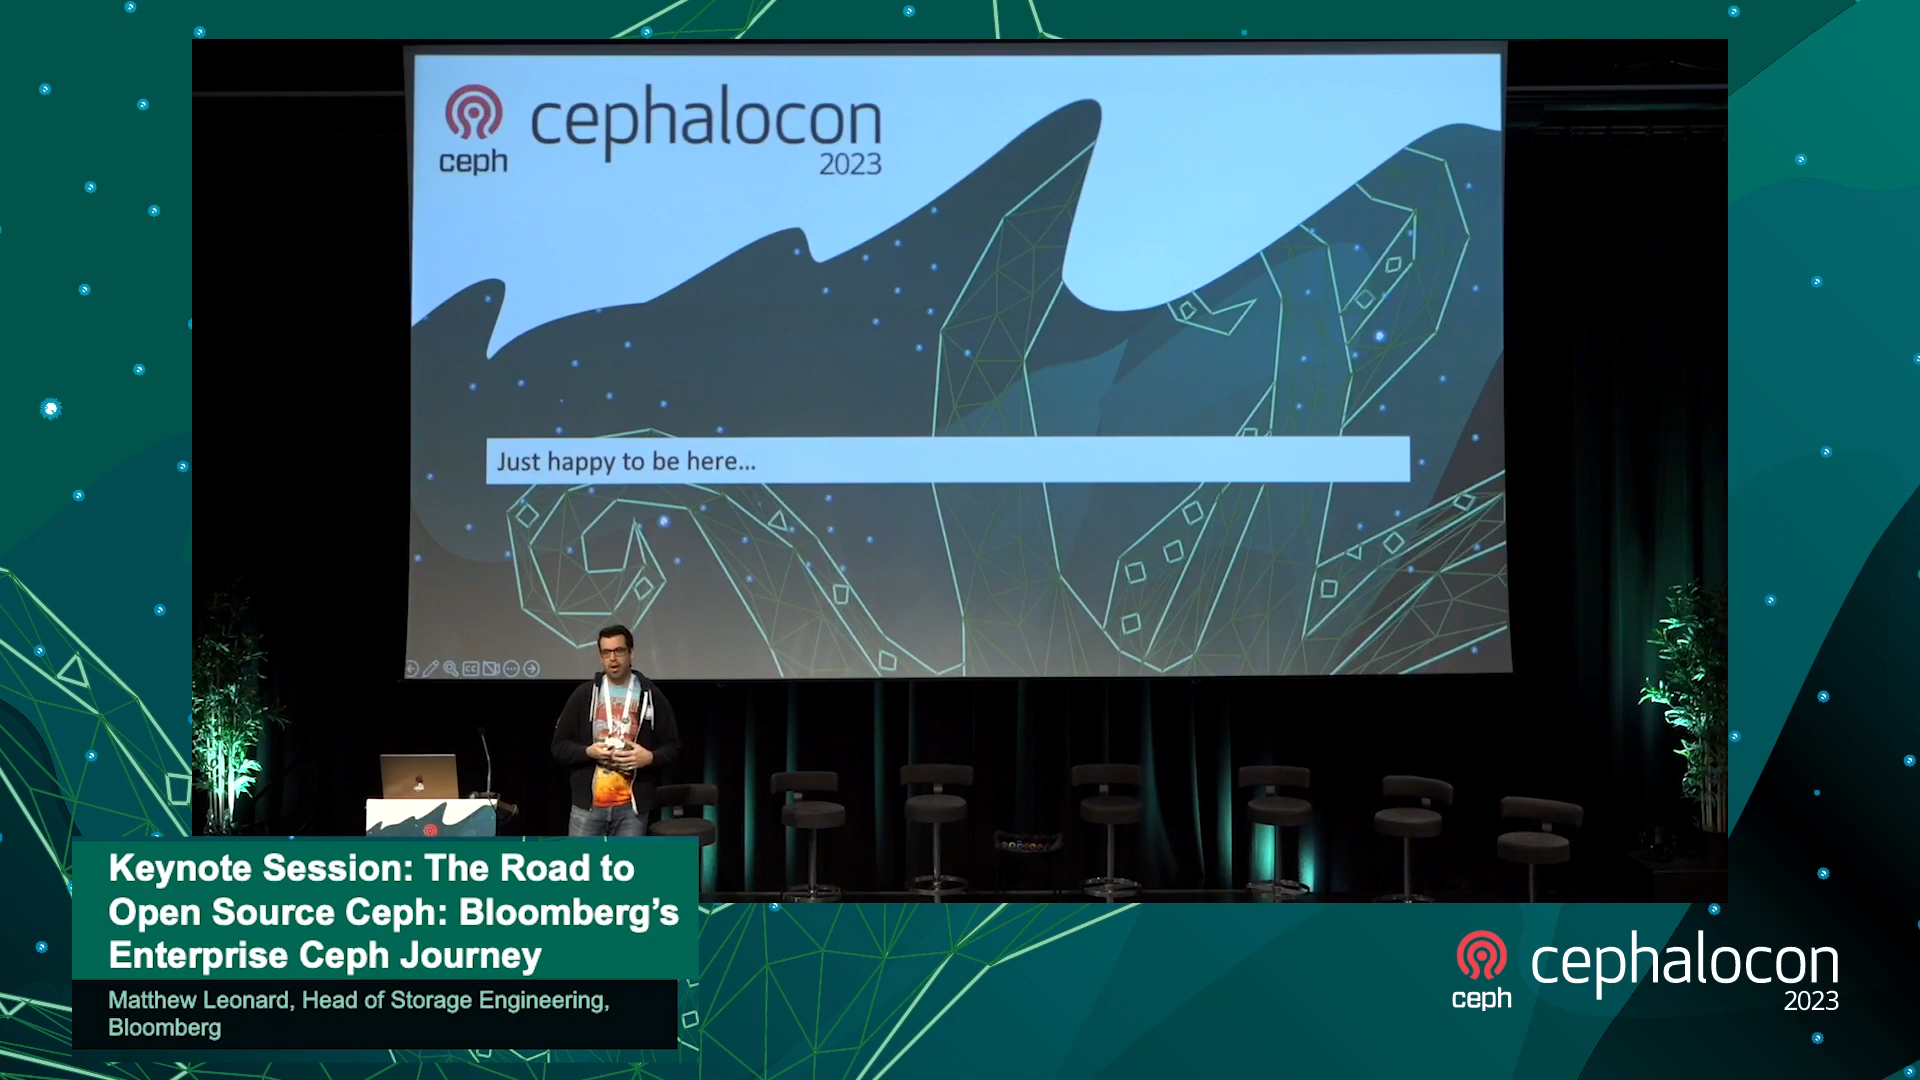 ceph
cephalocon
2023
Just happy to be here...
CC
Keynote Session: The Road to
Open Source Ceph: Bloomberg’s
Enterprise Ceph Journey
Matthew Leonard, Head of Storage Engineering,
Bloomberg
ceph
cephalocon
2023